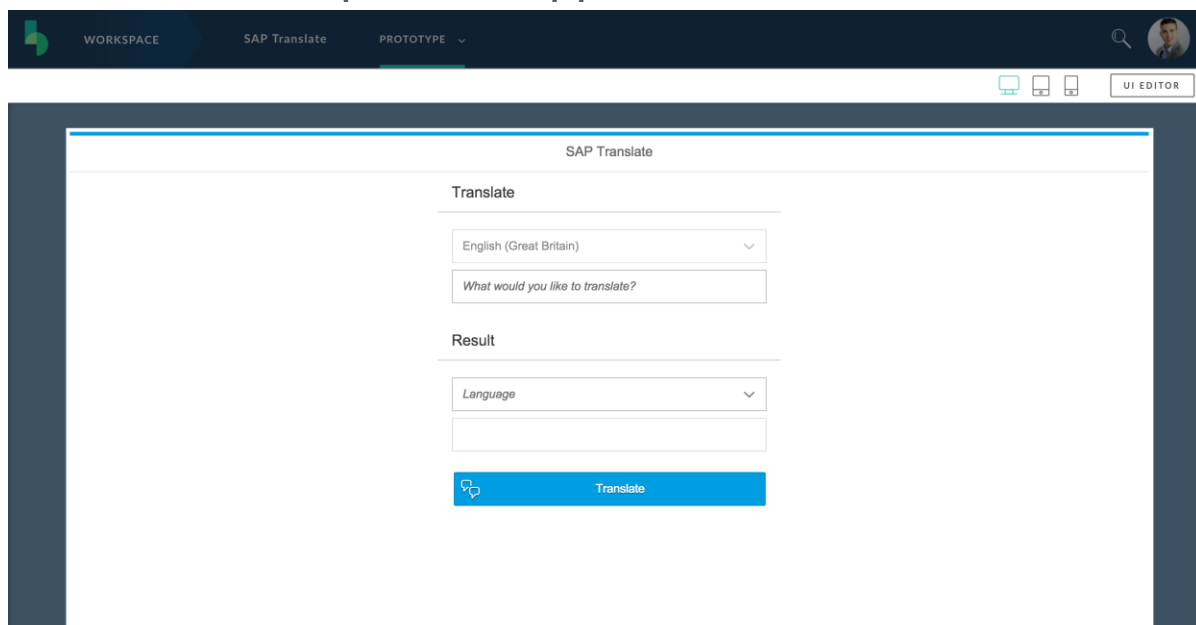 WORKSPACE SAP Translate PROTOTYPE
UI EDITOR
SAP Translate
Translate
English (Great Britain)
What would you like to translate?
Result
Language
Translate